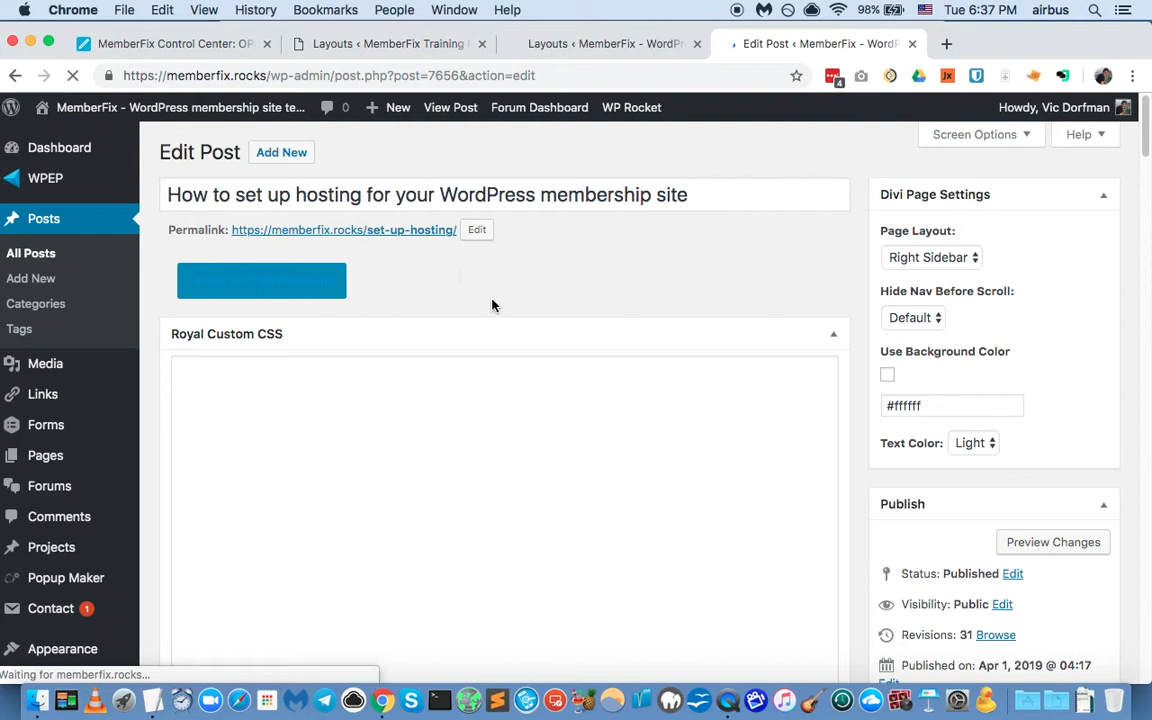 Chrome File Edit View History Bookmarks People Window Help 98% Tue 6:37 PM airbus
MemberFix Control Center: OP × Layouts ‹ MemberFix Training × Layouts ‹ MemberFix - WordPr × Edit Post ‹ MemberFix - WordP ×
https://memberfix.rocks/wp-admin/post.php?post=7656&action=edit 4
MemberFix - WordPress membership site te... 0 New View Post Forum Dashboard WP Rocket Howdy, Vic Dorfman
Screen Options Help
Dashboard
WPEP
Posts
All Posts
Add New
Categories
Tags
Media
Links
Forms
Pages
Forums
Comments
Projects
Popup Maker
Contact 1
Appearance
Edit Post Add New
How to set up hosting for your WordPress membership site
Permalink: https://memberfix.rocks/set-up-hosting/ Edit
Royal Custom CSS
Divi Page Settings
Page Layout:
Right Sidebar
Hide Nav Before Scroll:
Default
Use Background Color
#ffffff
Text Color: Light
Publish
Preview Changes
Status: Published Edit
Visibility: Public Edit
Revisions: 31 Browse
Published on: Apr 1, 2019 @ 04:17
Edit
Waiting for memberfix.rocks...